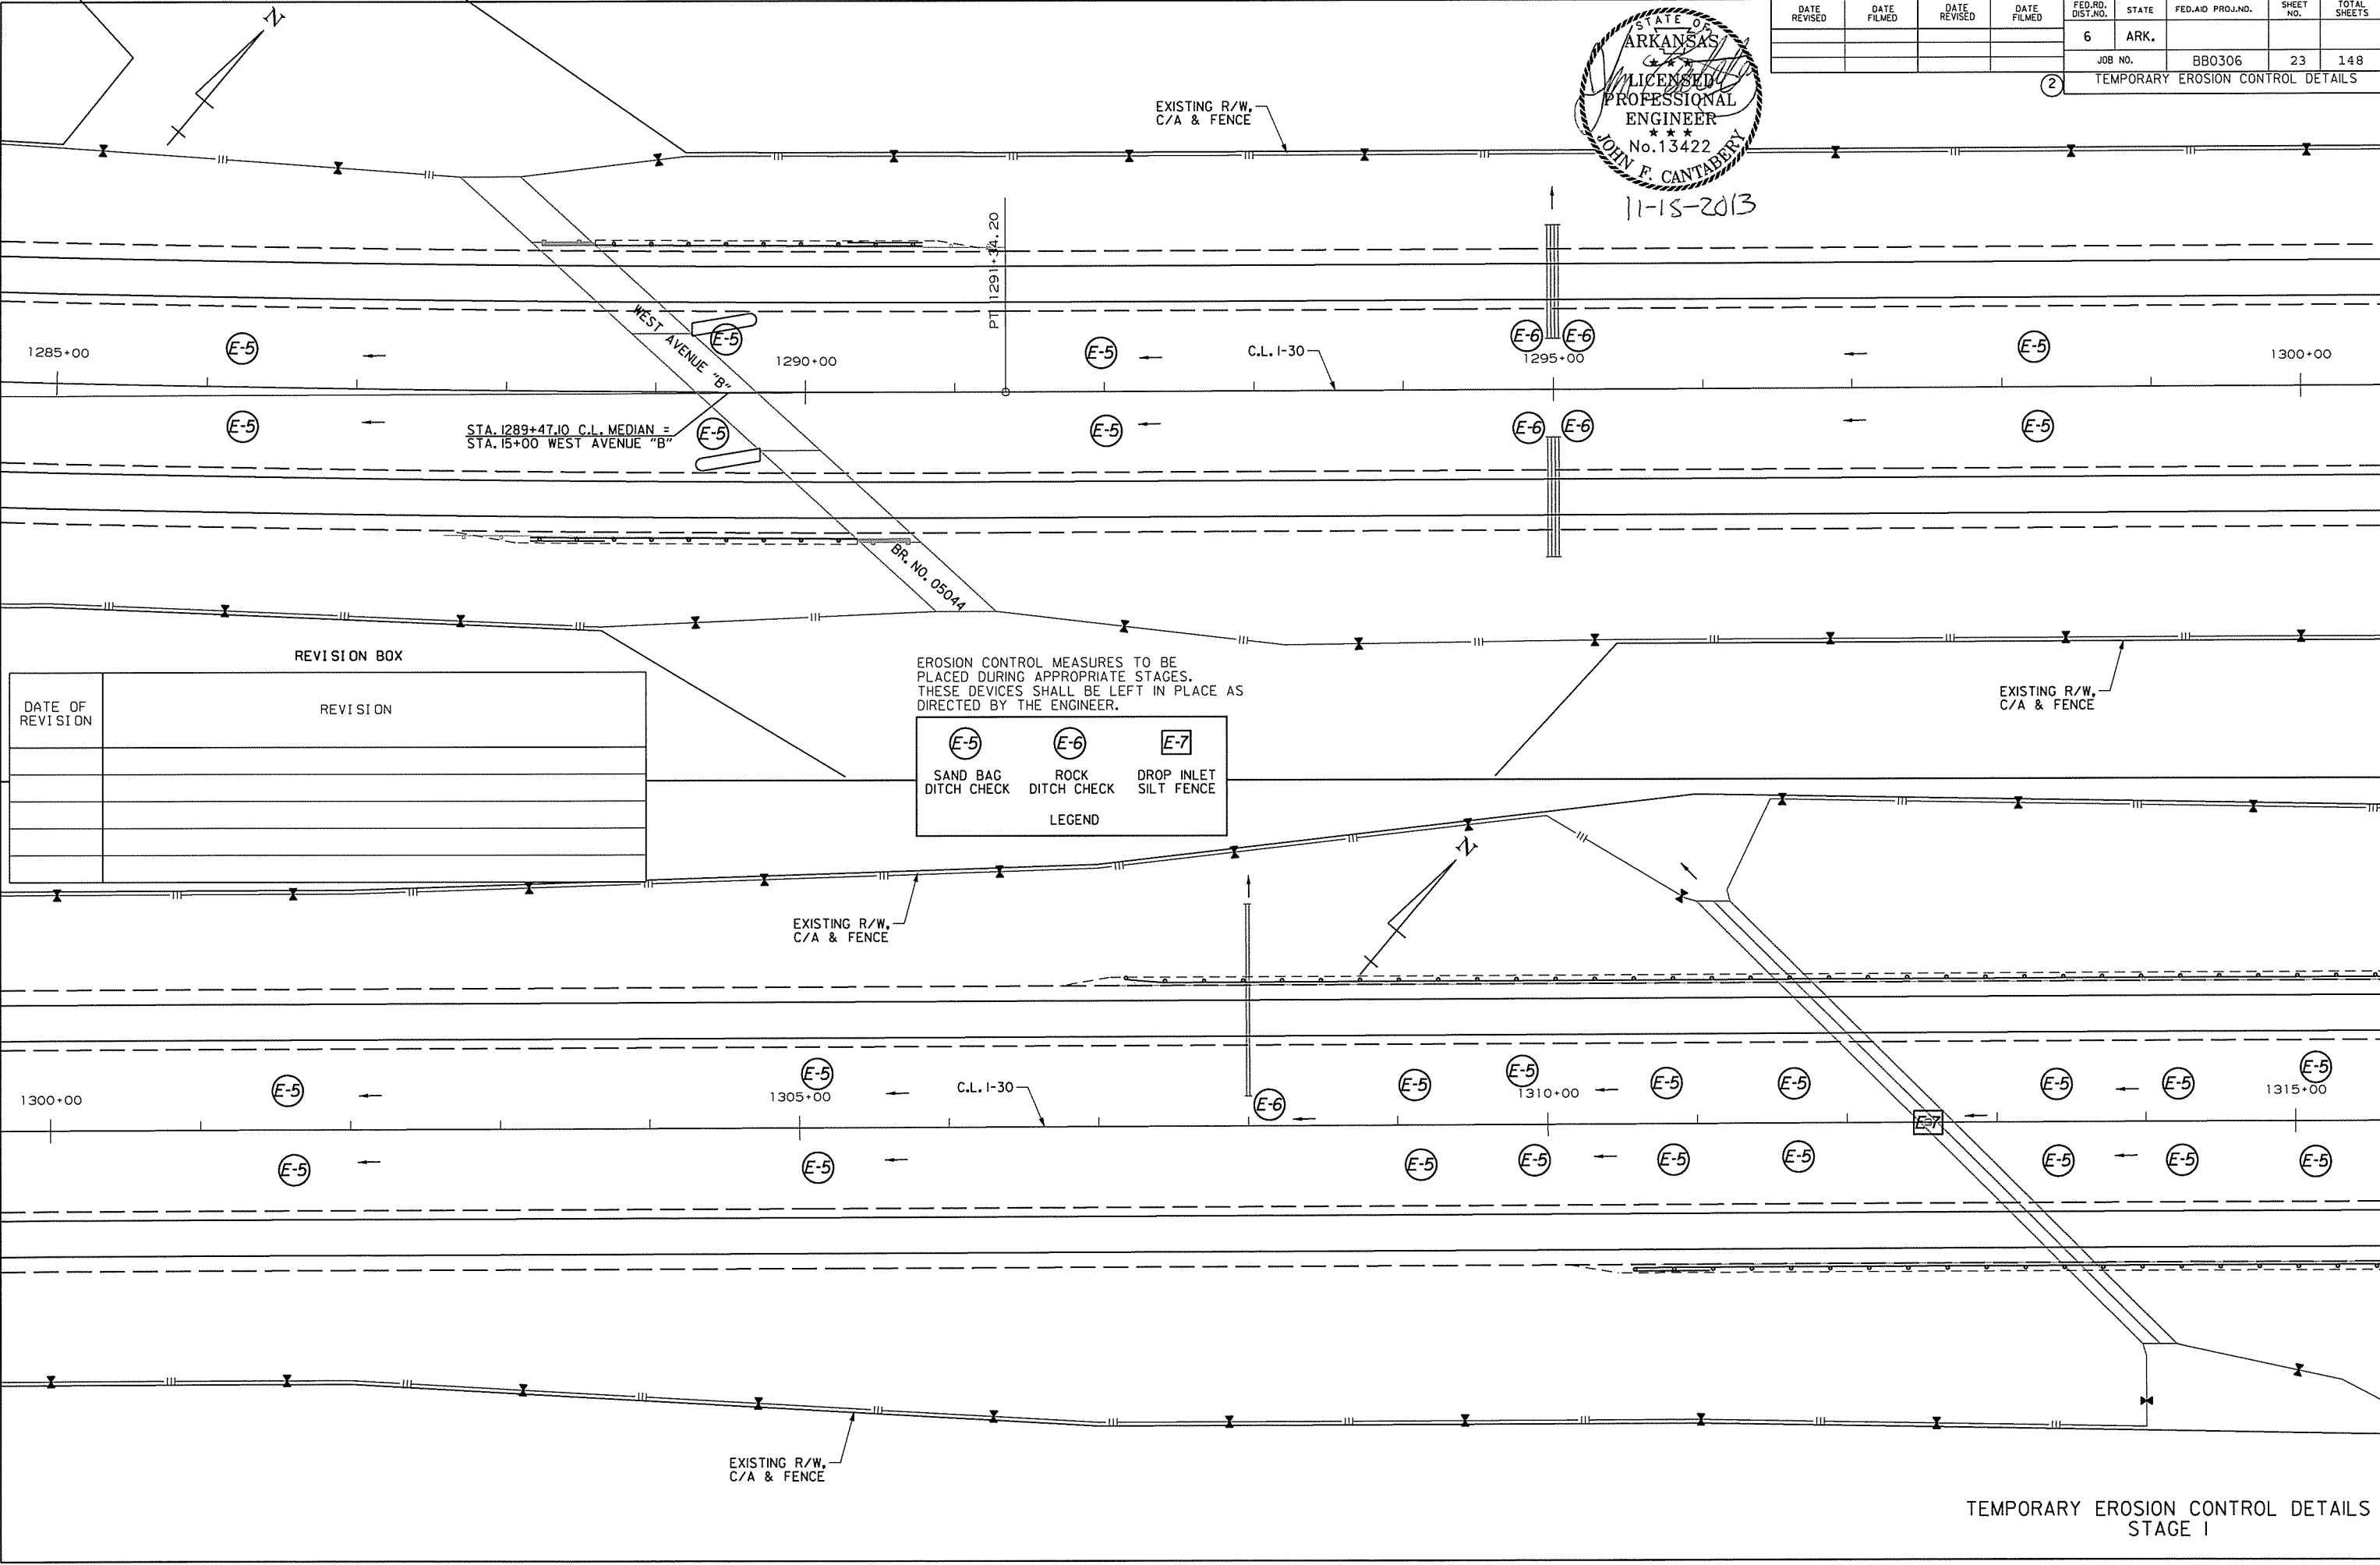 DATE REVISED
DATE FILMED
DATE REVISED
DATE FILMED
FED.RD. DIST.NO.
STATE
FED.AID PROJ.NO.
SHEET NO.
TOTAL SHEETS
6
ARK.
JOB NO.
BB0306
23
148
2
TEMPORARY EROSION CONTROL DETAILS
STATE OF
ARKANSAS
LICENSED
PROFESSIONAL
ENGINEER
No.13422
JOHN F. CANTABERY
11-15-2013
N
EXISTING R/W,
C/A & FENCE
PT 1291+34.20
WEST AVENUE "B"
1285+00
E-5
E-5
1290+00
E-5
C.L. I-30
E-6
E-6
1295+00
E-5
1300+00
E-5
STA. 1289+47.10 C.L. MEDIAN =
STA. 15+00 WEST AVENUE "B"
E-5
E-5
E-6
E-6
E-5
BR. NO. 05044
EXISTING R/W,
C/A & FENCE
REVISION BOX
DATE OF
REVISION
REVISION
EROSION CONTROL MEASURES TO BE
PLACED DURING APPROPRIATE STAGES.
THESE DEVICES SHALL BE LEFT IN PLACE AS
DIRECTED BY THE ENGINEER.
E-5
E-6
E-7
SAND BAG
DITCH CHECK
ROCK
DITCH CHECK
DROP INLET
SILT FENCE
LEGEND
N
EXISTING R/W,
C/A & FENCE
1300+00
E-5
E-5
1305+00
C.L. I-30
E-6
E-5
E-5
1310+00
E-5
E-5
E-7
E-5
E-5
E-5
1315+00
E-5
E-5
E-5
E-5
E-5
E-5
E-5
E-5
E-5
EXISTING R/W,
C/A & FENCE
TEMPORARY EROSION CONTROL DETAILS
STAGE I